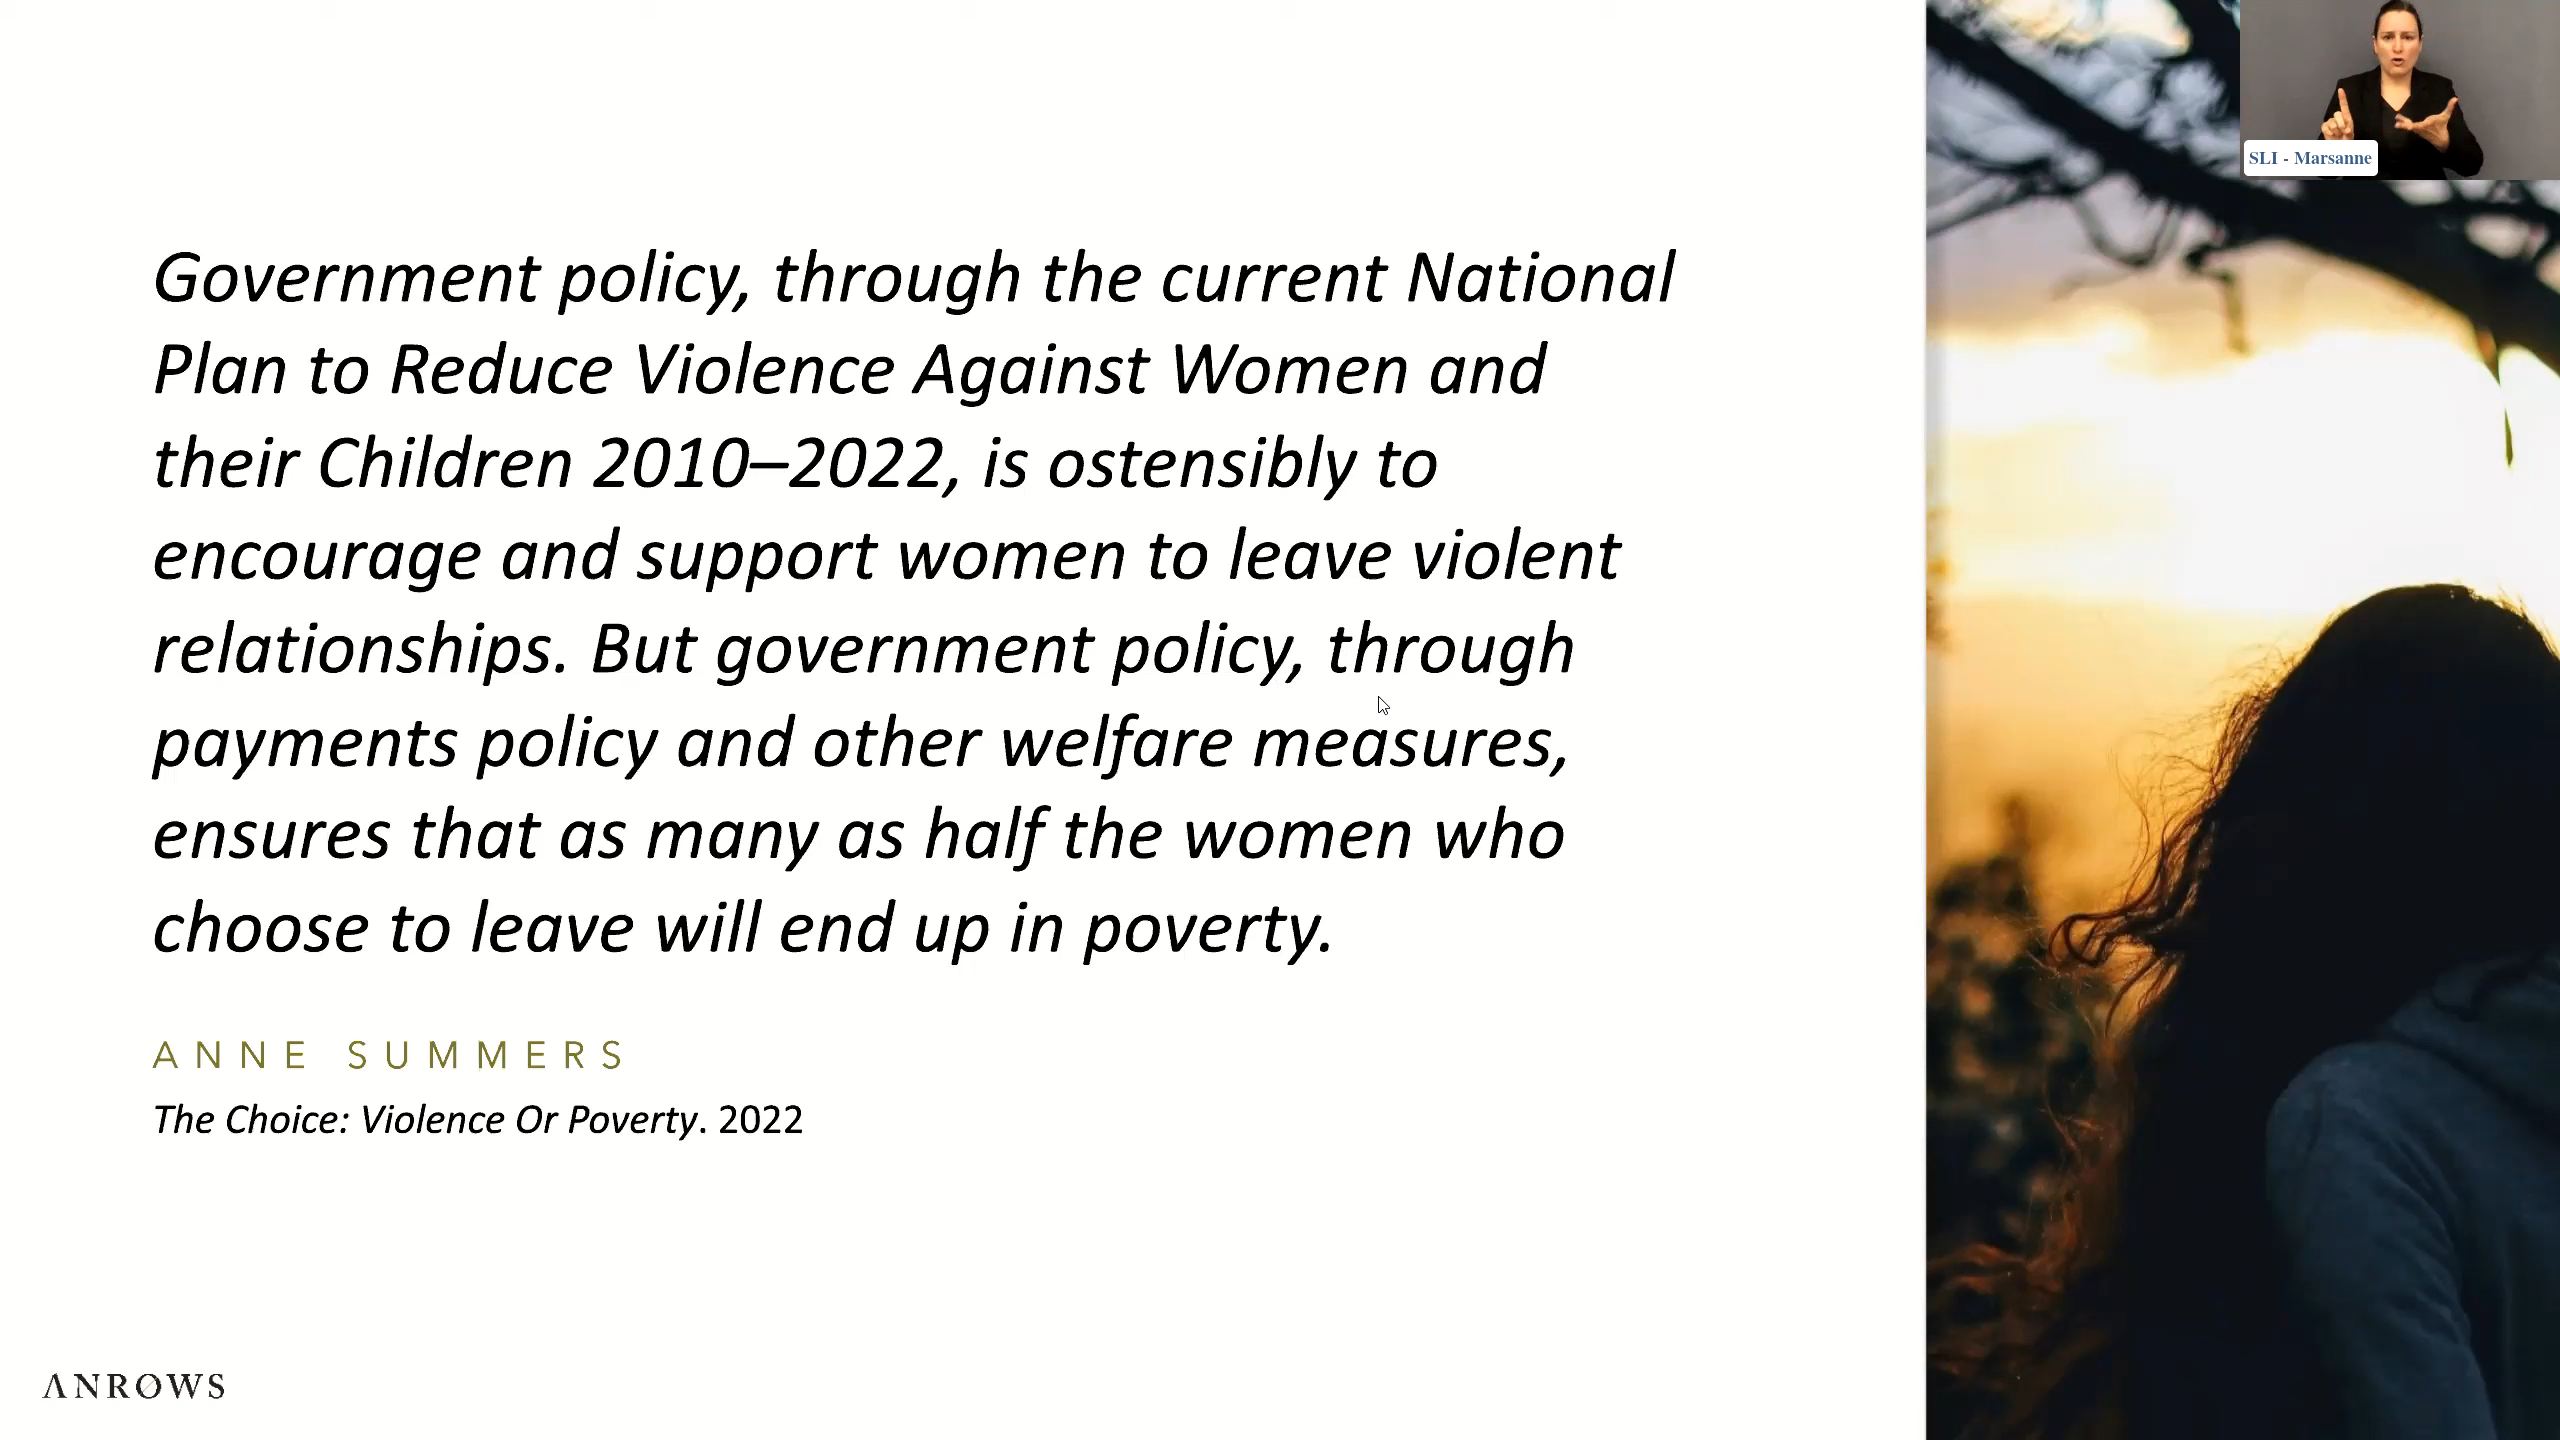 SLI - Marsanne
Government policy, through the current National
Plan to Reduce Violence Against Women and
their Children 2010–2022, is ostensibly to
encourage and support women to leave violent
relationships. But government policy, through
payments policy and other welfare measures,
ensures that as many as half the women who
choose to leave will end up in poverty.
ANNE SUMMERS
The Choice: Violence Or Poverty. 2022
ANROWS